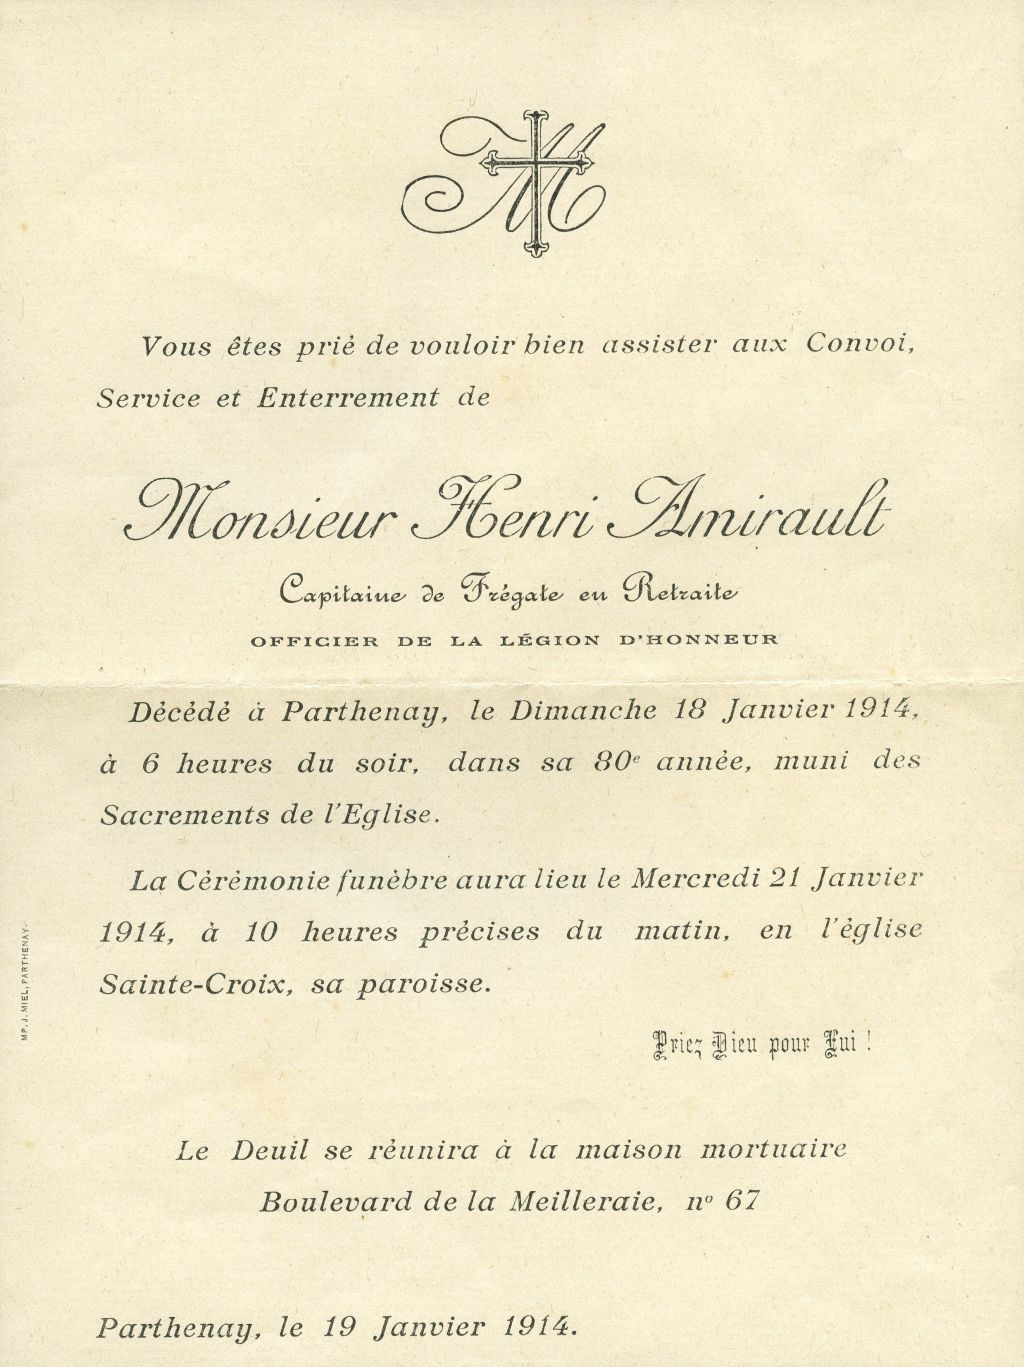 M
Vous êtes prié de vouloir bien assister aux Convoi,
Service et Enterrement de
Monsieur Henri Amirault
Capitaine de Frégate en Retraite
OFFICIER DE LA LÉGION D'HONNEUR
Décédé à Parthenay, le Dimanche 18 Janvier 1914,
à 6 heures du soir, dans sa 80e année, muni des
Sacrements de l'Eglise.
La Cérémonie funèbre aura lieu le Mercredi 21 Janvier
1914, à 10 heures précises du matin, en l'église
Sainte-Croix, sa paroisse.
Priez Dieu pour Lui !
Le Deuil se réunira à la maison mortuaire
Boulevard de la Meilleraie, no 67
Parthenay, le 19 Janvier 1914.
MP. J. MIEL, PARTHENAY.